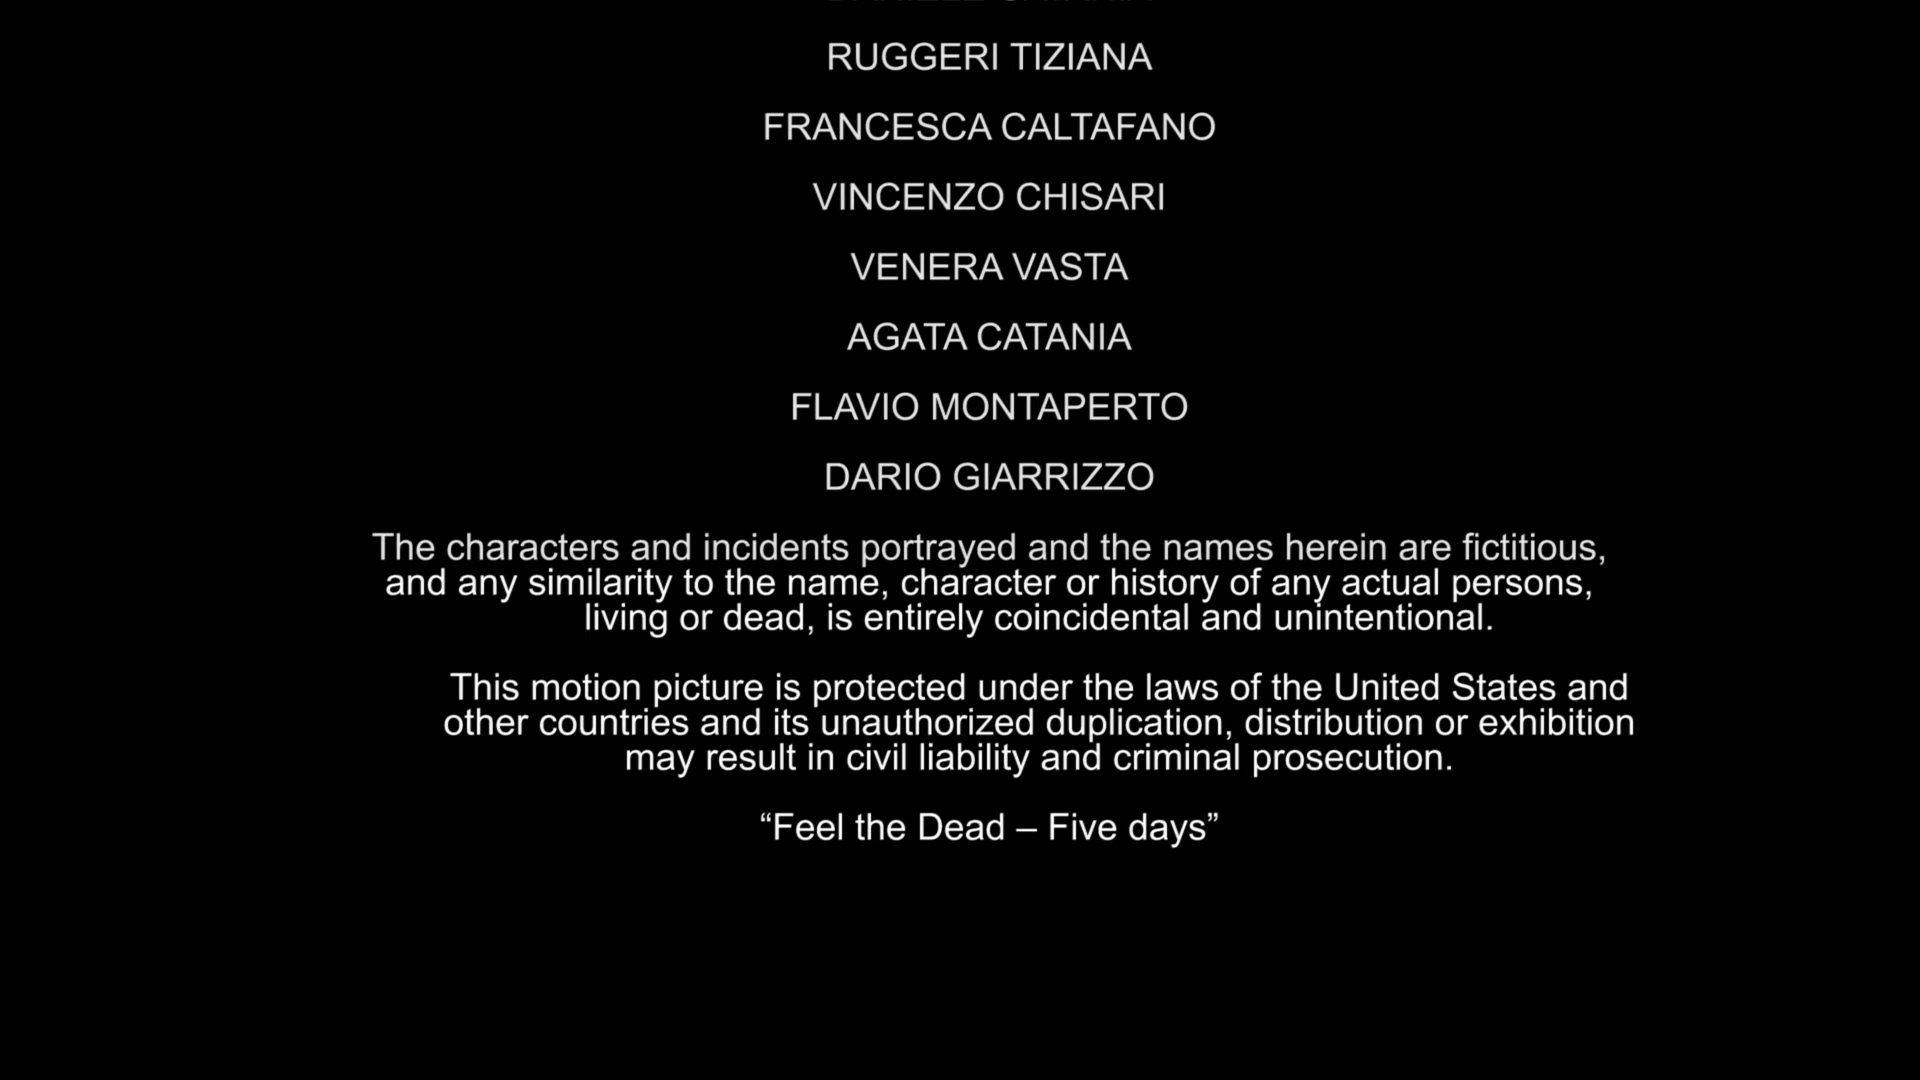 RUGGERI TIZIANA
FRANCESCA CALTAFANO
VINCENZO CHISARI
VENERA VASTA
AGATA CATANIA
FLAVIO MONTAPERTO
DARIO GIARRIZZO
The characters and incidents portrayed and the names herein are fictitious,
and any similarity to the name, character or history of any actual persons,
living or dead, is entirely coincidental and unintentional.
This motion picture is protected under the laws of the United States and
other countries and its unauthorized duplication, distribution or exhibition
may result in civil liability and criminal prosecution.
“Feel the Dead – Five days”